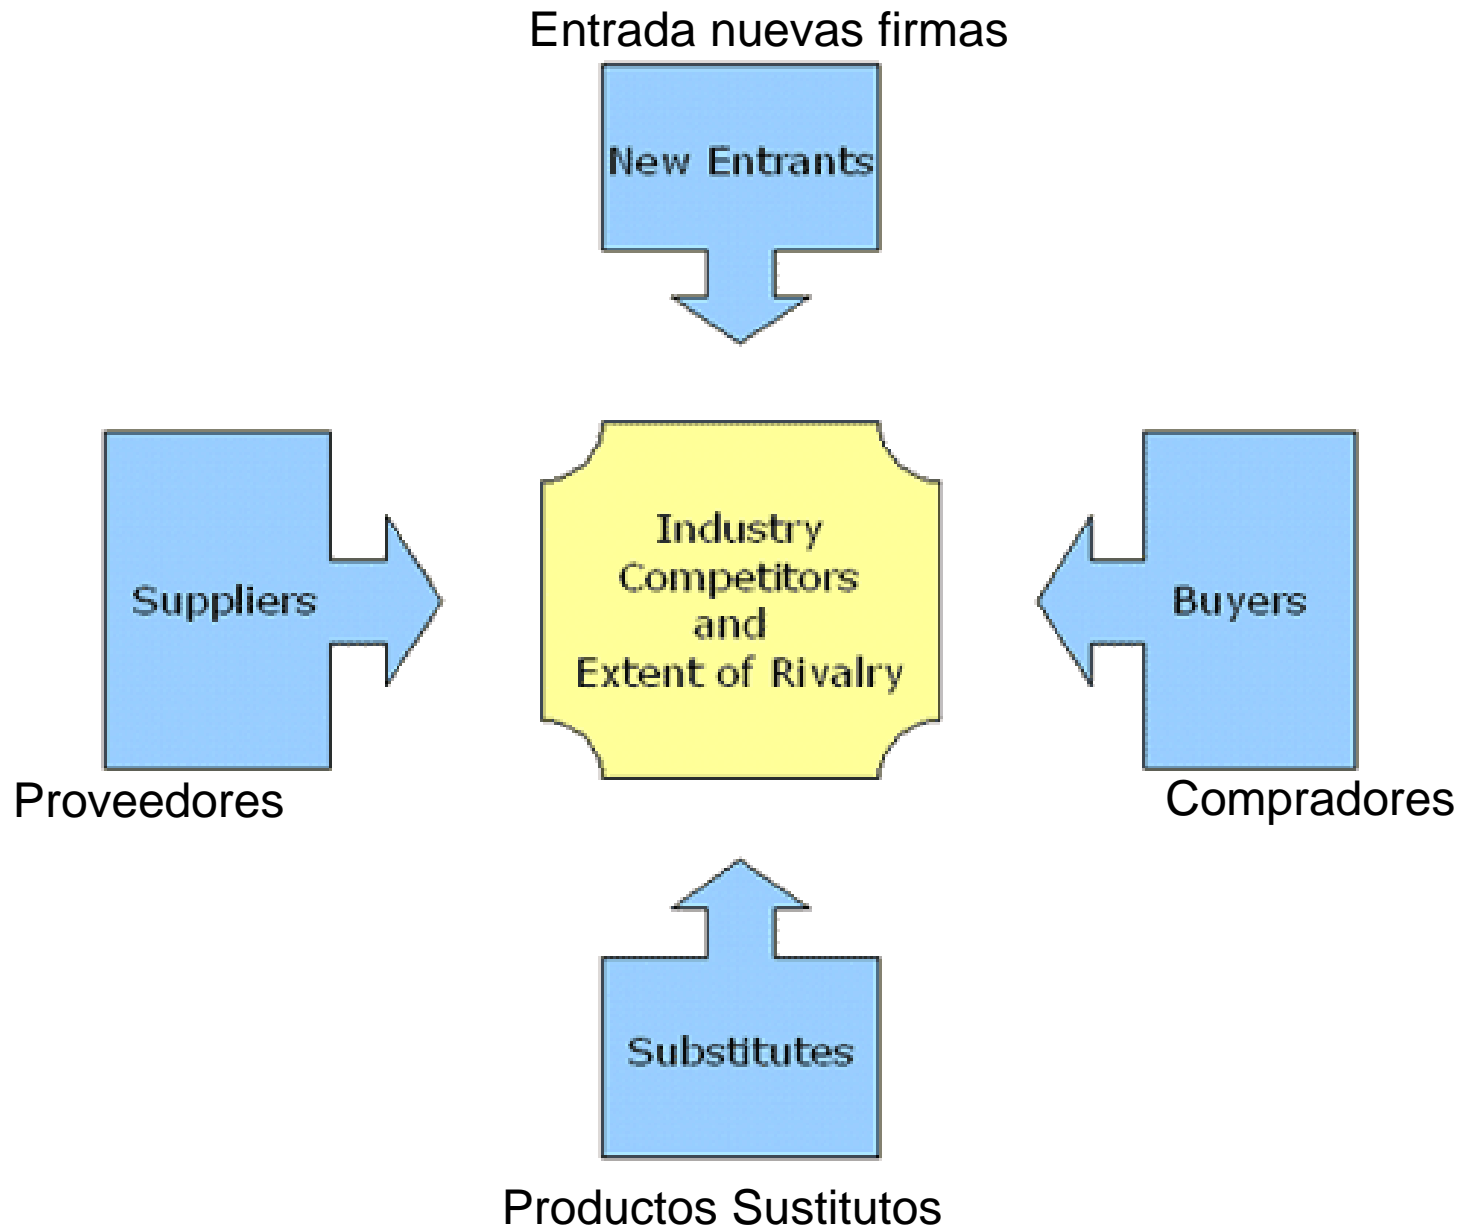 Entrada nuevas firmas
New Entrants
Suppliers
Industry
Competitors
and
Extent of Rivalry
Buyers
Proveedores
Compradores
Substitutes
Productos Sustitutos